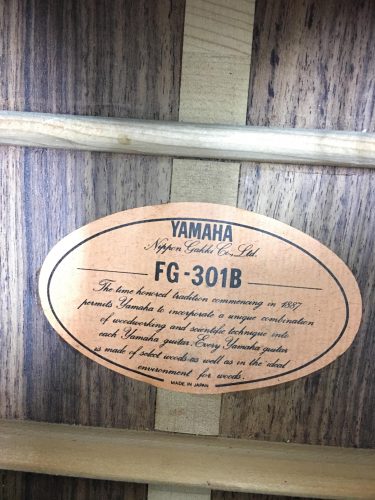 YAMAHA
Nippon Gakki Co., Ltd.
FG-301B
The time honored tradition commencing in 1887
permits Yamaha to incorporate a unique combination
of woodworking and scientific technique into
each Yamaha guitar. Every Yamaha guitar
is made of select woods as well as in the ideal
environment for woods.
MADE IN JAPAN